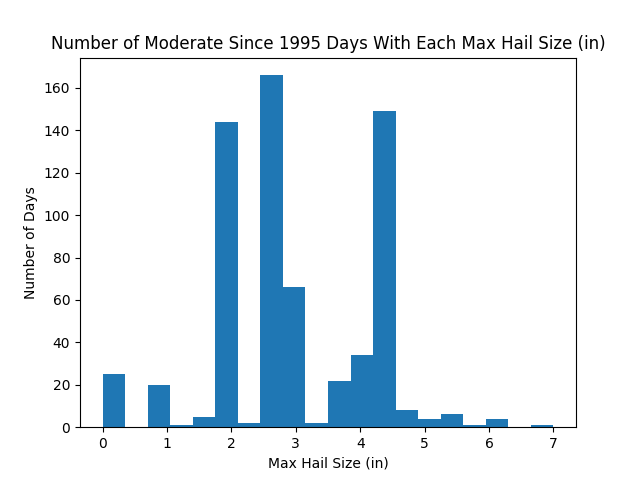 Number of Moderate Since 1995 Days With Each Max Hail Size (in)
160
140
120
100
80
60
40
20
0
Number of Days
0 1 2 3 4 5 6 7
Max Hail Size (in)